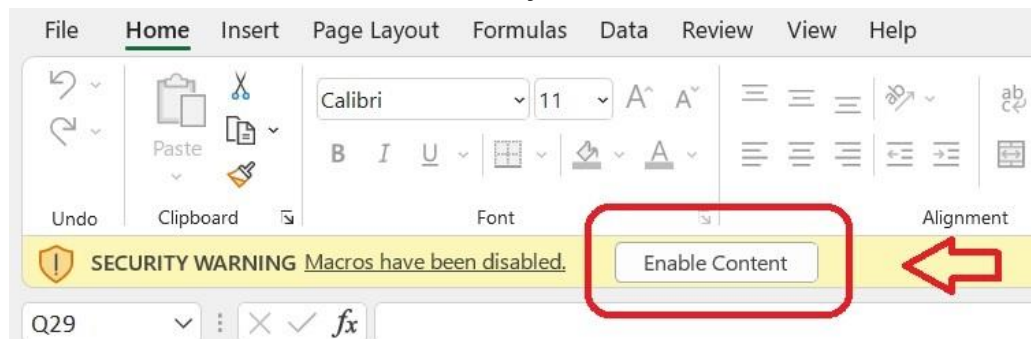 File Home Insert Page Layout Formulas Data Review View Help
Calibri 11 A A ab
Paste B I U A c
Undo Clipboard Font Alignment
SECURITY WARNING Macros have been disabled. Enable Content
Q29 fx